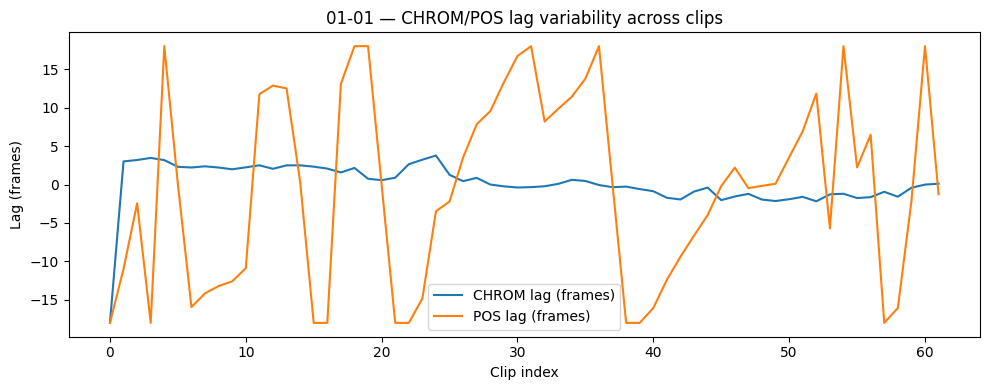 01-01 — CHROM/POS lag variability across clips
Lag (frames)
15
10
5
0
−5
−10
−15
CHROM lag (frames)
POS lag (frames)
0 10 20 30 40 50 60
Clip index